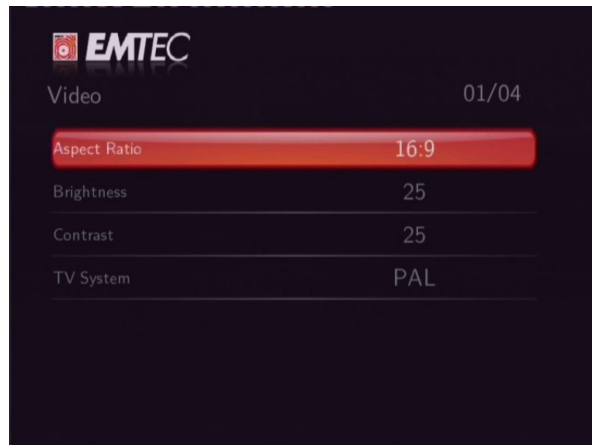 EMTEC
Video 01/04
Aspect Ratio 16:9
Brightness 25
Contrast 25
TV System PAL